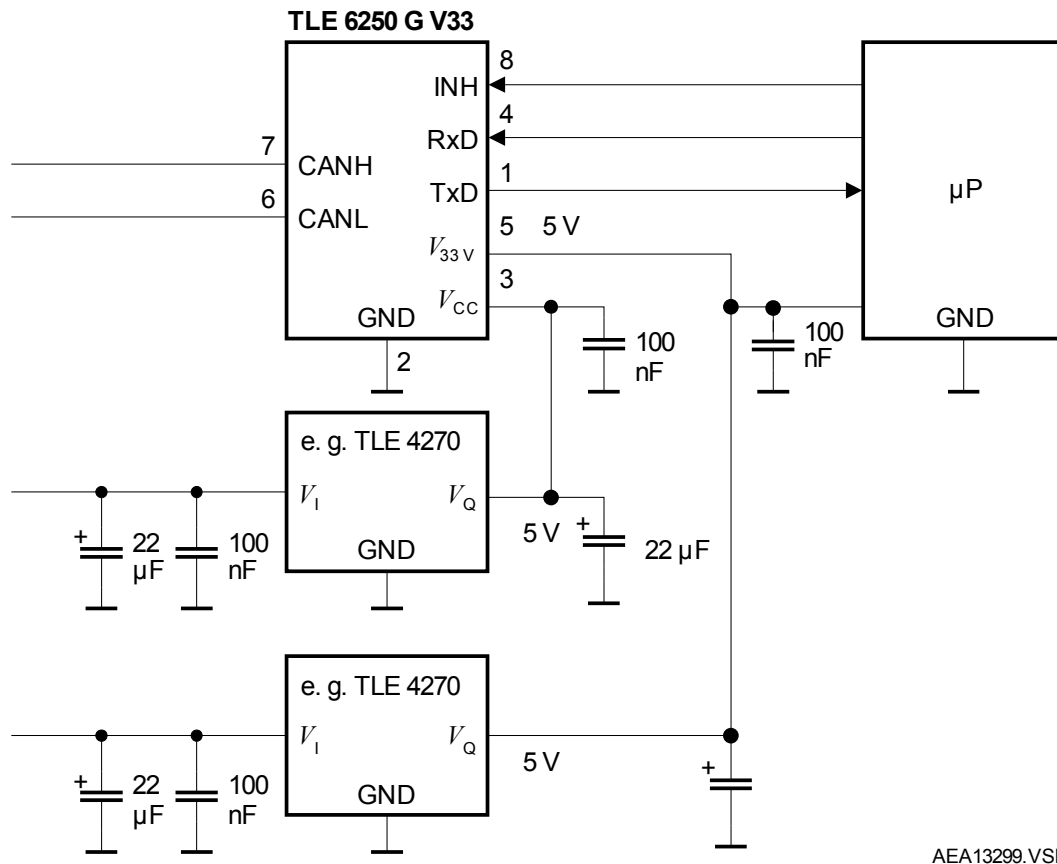 TLE 6250 G V33
8
INH
4
RxD
7
1
CANH
TxD
µP
6
CANL
5 5 V
V33 V
3
VCC
GND
GND
2
100
nF
100
nF
e. g. TLE 4270
VI
VQ
5 V
+
22
µF
100
nF
GND
+
22 µF
e. g. TLE 4270
VI
VQ
5 V
+
22
µF
100
nF
GND
+